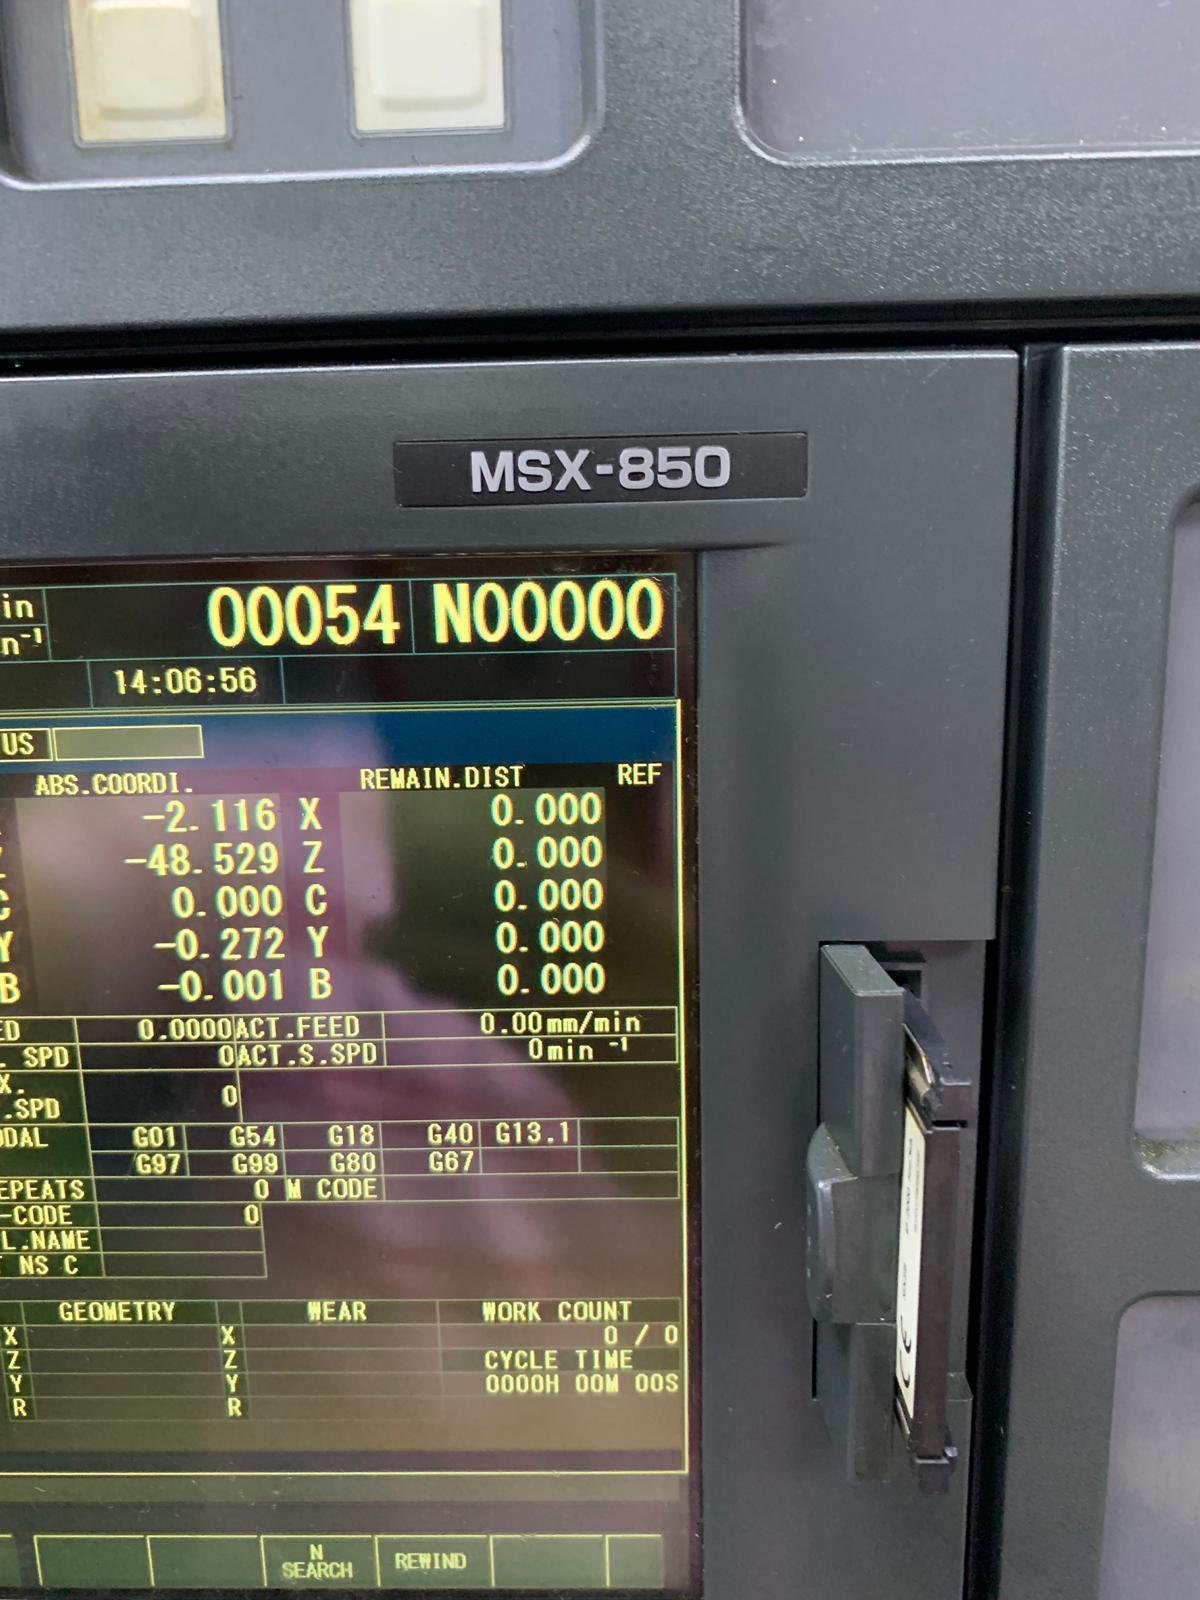 MSX-850
in 00054 N00000
n⁻¹
14:06:56
US
ABS.COORDI. REMAIN.DIST REF
-2.116 X 0.000
-48.529 Z 0.000
C 0.000 C 0.000
Y -0.272 Y 0.000
B -0.001 B 0.000
ED 0.0000 ACT.FEED 0.00mm/min
. SPD 0 ACT.S.SPD 0min⁻¹
X.
.SPD 0
ODAL G01 G54 G18 G40 G13.1
G97 G99 G80 G67
EPEATS 0 M CODE
-CODE 0
L.NAME
NS C
GEOMETRY WEAR WORK COUNT
X X 0 / 0
Z Z CYCLE TIME
Y Y 0000H 00M 00S
R R
N
SEARCH REWIND
CE